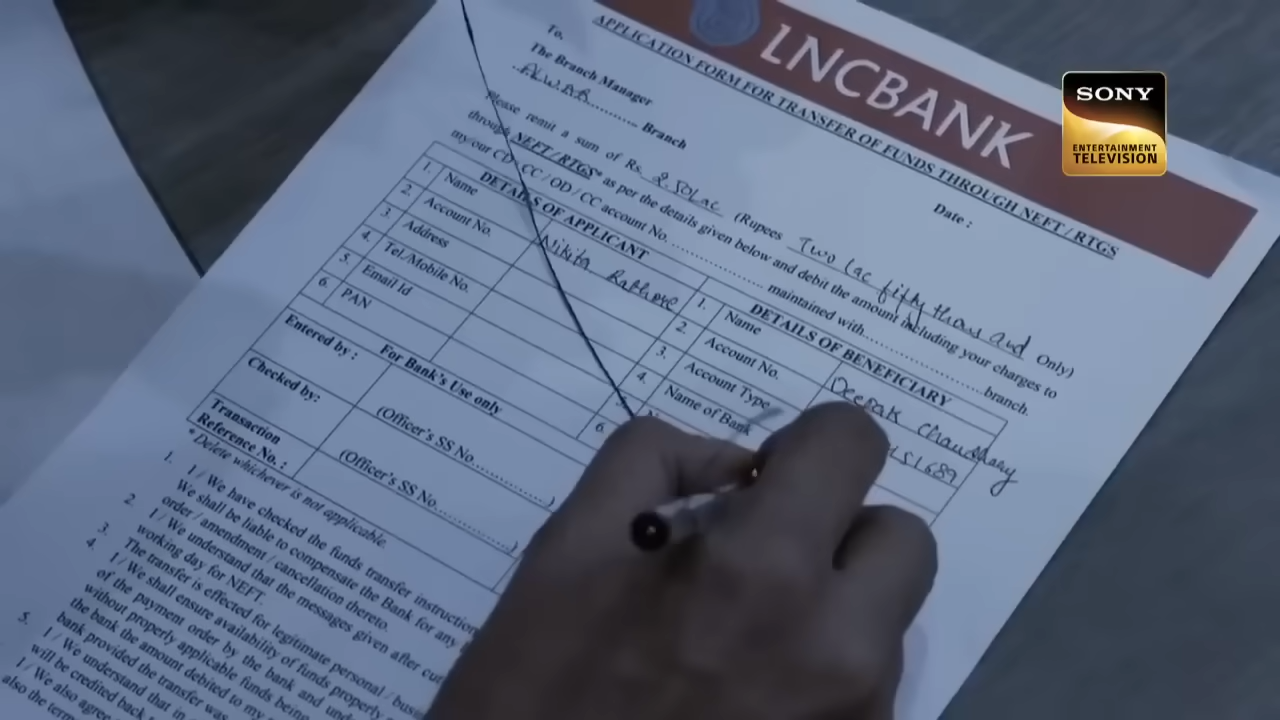 LNCBANK
APPLICATION FORM FOR TRANSFER OF FUNDS THROUGH NEFT / RTGS
SONY
ENTERTAINMENT
TELEVISION
Date :
To,
The Branch Manager
ALWAR Branch
Please remit a sum of Rs. 2.50Lac (Rupees Two lac fifty thousand Only)
through NEFT / RTGS* as per the details given below and debit the amount including your charges to
my/our CD / CC / OD / CC account No. maintained with branch.
DETAILS OF APPLICANT
1. Name Nikita Rathore
2. Account No.
3. Address
4. Tel./Mobile No.
5. Email Id
6. PAN
DETAILS OF BENEFICIARY
1. Name Deepak Chaudhary
2. Account No. 151689
3. Account Type
4. Name of Bank
6.
For Bank's Use only
Entered by : (Officer's SS No. )
Checked by: (Officer's SS No. )
Transaction
Reference No. :
*Delete whichever is not applicable.
1. I / We have checked the funds transfer instruction
We shall be liable to compensate the Bank for any
order / amendment / cancellation thereto.
2. I / We understand that the messages given after
working day for NEFT.
3. The transfer is effected for legitimate personal /
4. I / We shall ensure availability of funds properly
of the payment order by the bank and
without properly applicable funds being
the bank the amount debited to my
bank provided the transfer was
5. I / We understand that in
will be credited back
I / We also agree
also the term